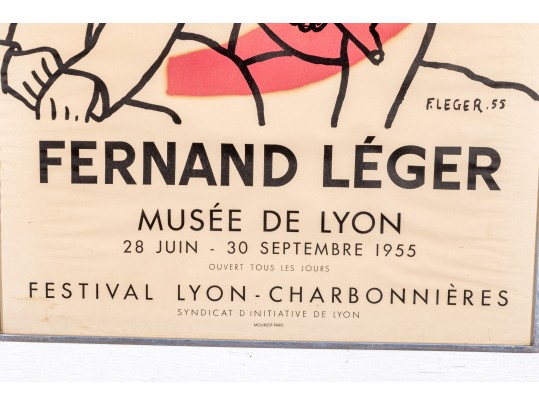 F. LEGER. 55
FERNAND LÉGER
MUSÉE DE LYON
28 JUIN - 30 SEPTEMBRE 1955
OUVERT TOUS LES JOURS
FESTIVAL LYON-CHARBONNIÈRES
SYNDICAT D'INITIATIVE DE LYON
MOURLOT-PARIS